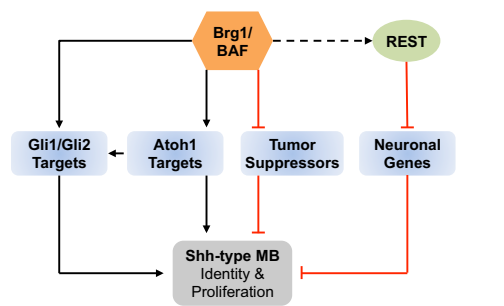 Brg1/
BAF
REST
Gli1/Gli2
Targets
Atoh1
Targets
Tumor
Suppressors
Neuronal
Genes
Shh-type MB
Identity &
Proliferation